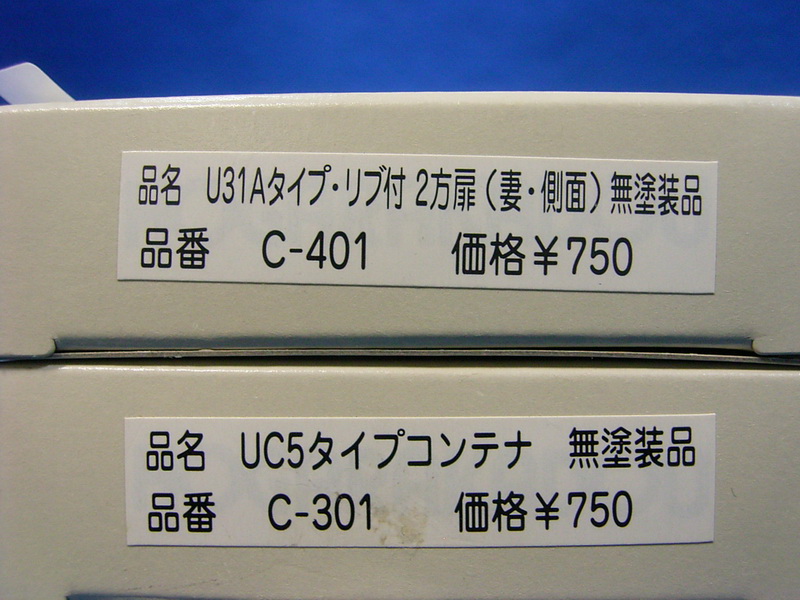 品名 U31Aタイプ・リブ付 2方扉(妻・側面)無塗装品
品番 C-401 価格¥750
品名 UC5タイプコンテナ 無塗装品
品番 C-301 価格¥750